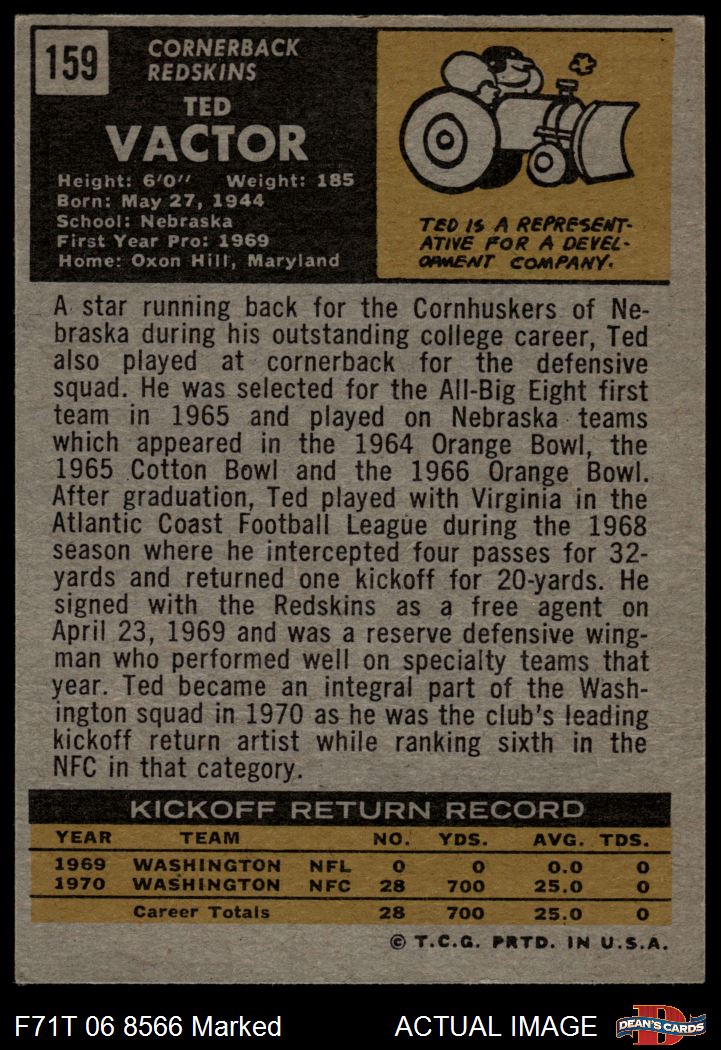 159
CORNERBACK
REDSKINS
TED
VACTOR
Height: 6'0'' Weight: 185
Born: May 27, 1944
School: Nebraska
First Year Pro: 1969
Home: Oxon Hill, Maryland
TED IS A REPRESENT-
ATIVE FOR A DEVEL-
OPMENT COMPANY.
A star running back for the Cornhuskers of Ne-
braska during his outstanding college career, Ted
also played at cornerback for the defensive
squad. He was selected for the All-Big Eight first
team in 1965 and played on Nebraska teams
which appeared in the 1964 Orange Bowl, the
1965 Cotton Bowl and the 1966 Orange Bowl.
After graduation, Ted played with Virginia in the
Atlantic Coast Football League during the 1968
season where he intercepted four passes for 32-
yards and returned one kickoff for 20-yards. He
signed with the Redskins as a free agent on
April 23, 1969 and was a reserve defensive wing-
man who performed well on specialty teams that
year. Ted became an integral part of the Wash-
ington squad in 1970 as he was the club's leading
kickoff return artist while ranking sixth in the
NFC in that category.
KICKOFF RETURN RECORD
YEAR TEAM NO. YDS. AVG. TDS.
1969 WASHINGTON NFL 0 0 0.0 0
1970 WASHINGTON NFC 28 700 25.0 0
Career Totals 28 700 25.0 0
© T.C.G. PRTD. IN U.S.A.
F71T 06 8566 Marked ACTUAL IMAGE DEAN'S CARDS